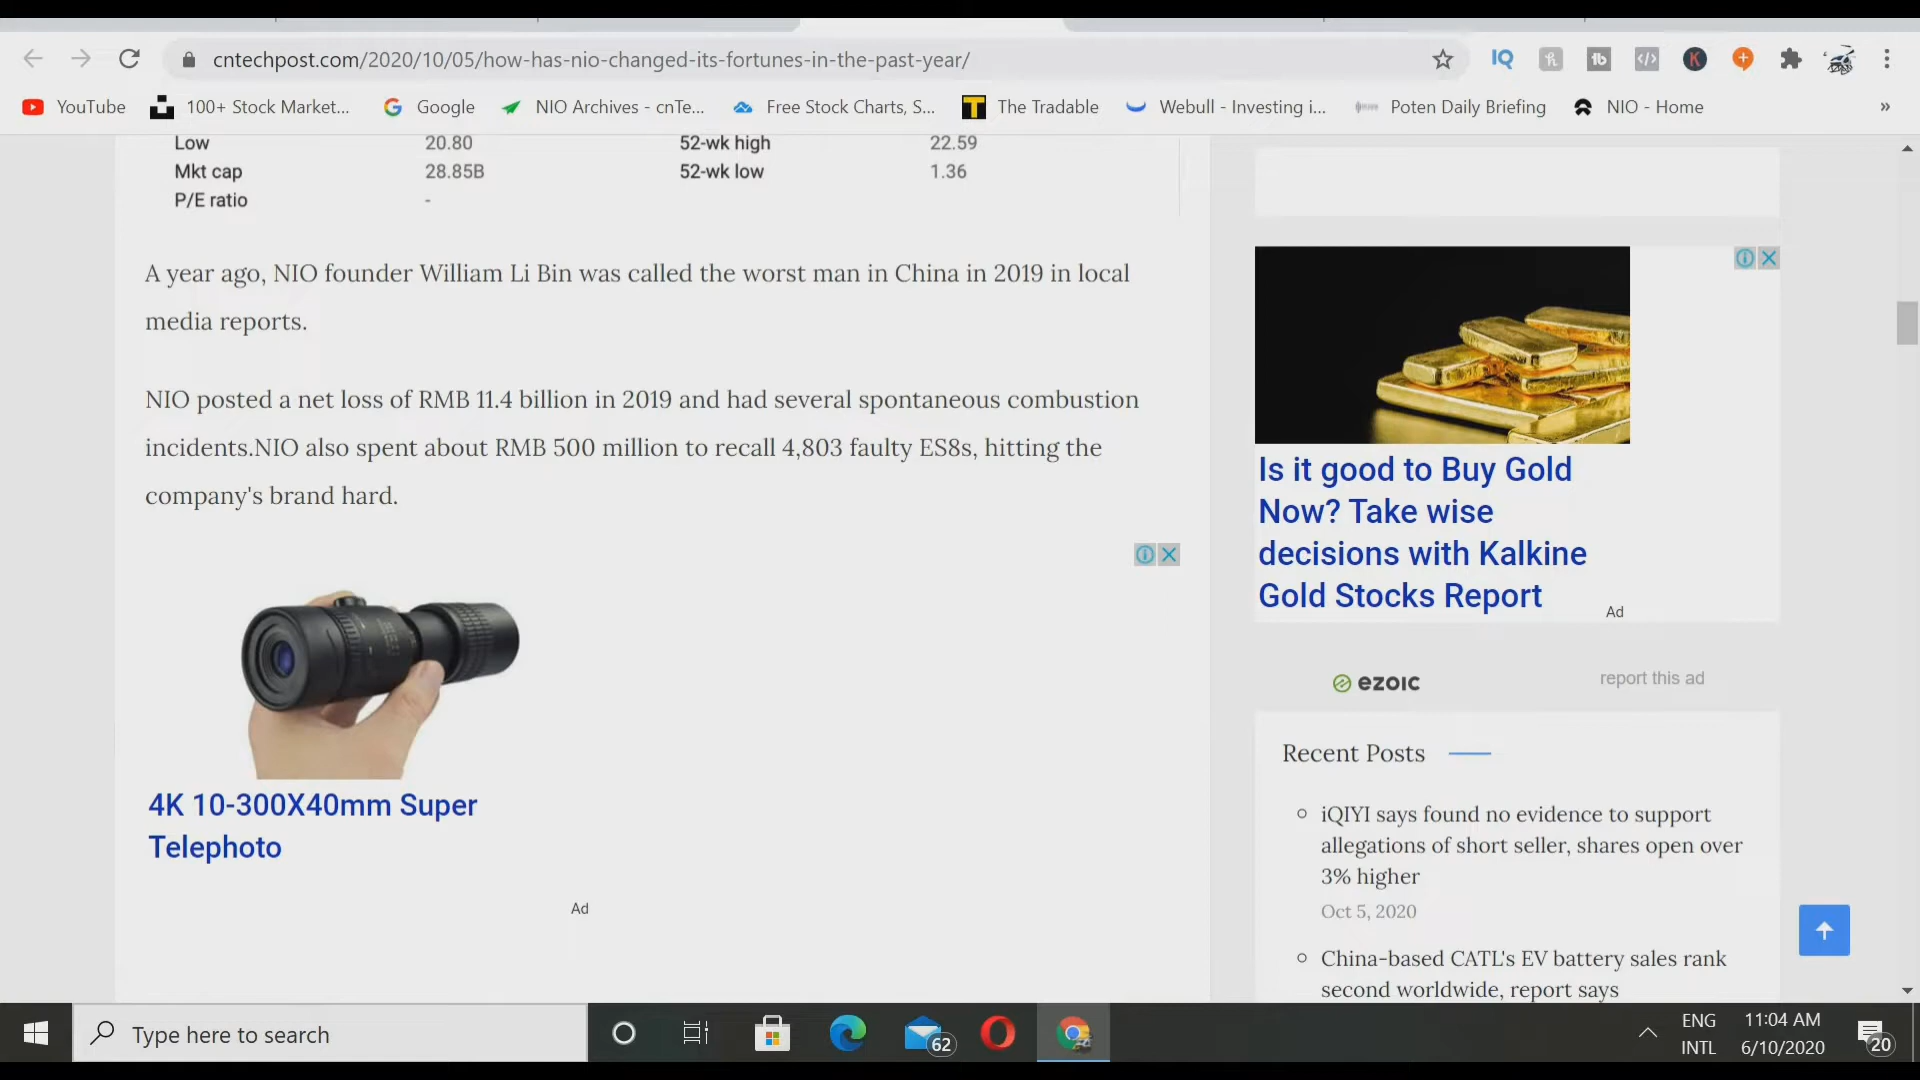 cntechpost.com/2020/10/05/how-has-nio-changed-its-fortunes-in-the-past-year/
IQ
tb
</>
K
YouTube
100+ Stock Market...
Google
NIO Archives - cnTe...
Free Stock Charts, S...
T
The Tradable
Webull - Investing i...
Poten Daily Briefing
NIO - Home
»
Low 20.80 52-wk high 22.59
Mkt cap 28.85B 52-wk low 1.36
P/E ratio -
A year ago, NIO founder William Li Bin was called the worst man in China in 2019 in local
media reports.
NIO posted a net loss of RMB 11.4 billion in 2019 and had several spontaneous combustion
incidents.NIO also spent about RMB 500 million to recall 4,803 faulty ES8s, hitting the
company's brand hard.
4K 10-300X40mm Super
Telephoto
Ad
Is it good to Buy Gold
Now? Take wise
decisions with Kalkine
Gold Stocks Report
Ad
ezoic
report this ad
Recent Posts
iQIYI says found no evidence to support
allegations of short seller, shares open over
3% higher
Oct 5, 2020
China-based CATL's EV battery sales rank
second worldwide, report says
Type here to search
62
ENG
INTL
11:04 AM
6/10/2020
20